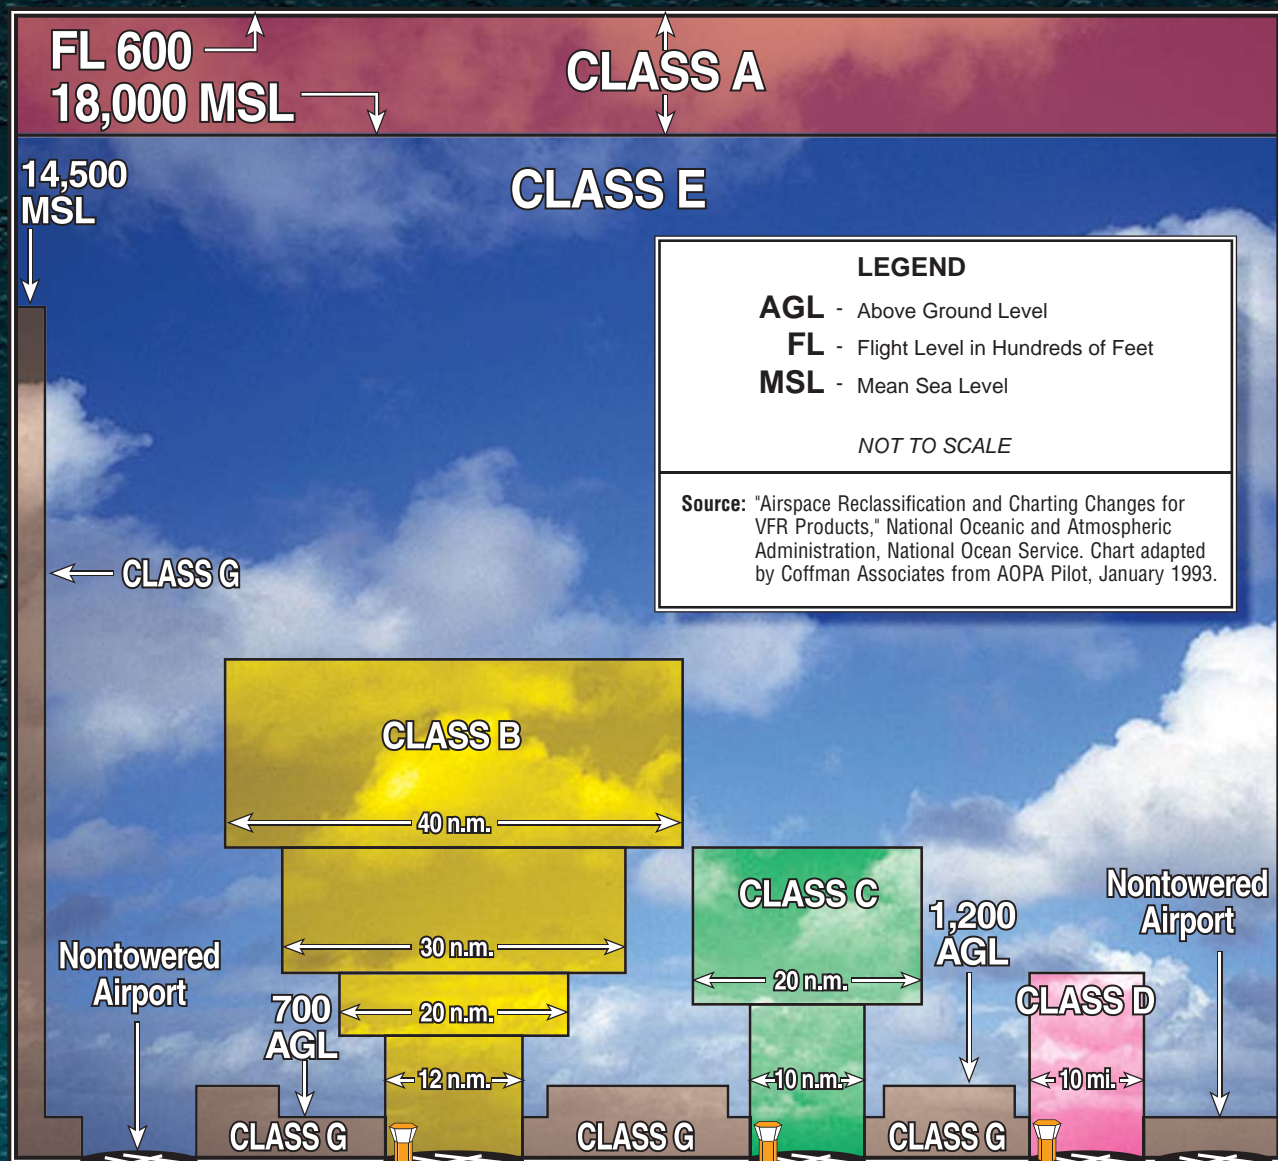 FL 600
18,000 MSL
CLASS A
14,500
MSL
CLASS E
LEGEND
AGL - Above Ground Level
FL - Flight Level in Hundreds of Feet
MSL - Mean Sea Level
NOT TO SCALE
Source: "Airspace Reclassification and Charting Changes for
VFR Products," National Oceanic and Atmospheric
Administration, National Ocean Service. Chart adapted
by Coffman Associates from AOPA Pilot, January 1993.
CLASS G
CLASS B
40 n.m.
30 n.m.
20 n.m.
12 n.m.
CLASS C
20 n.m.
10 n.m.
Nontowered
Airport
700
AGL
1,200
AGL
CLASS D
10 mi.
Nontowered
Airport
CLASS G
CLASS G
CLASS G